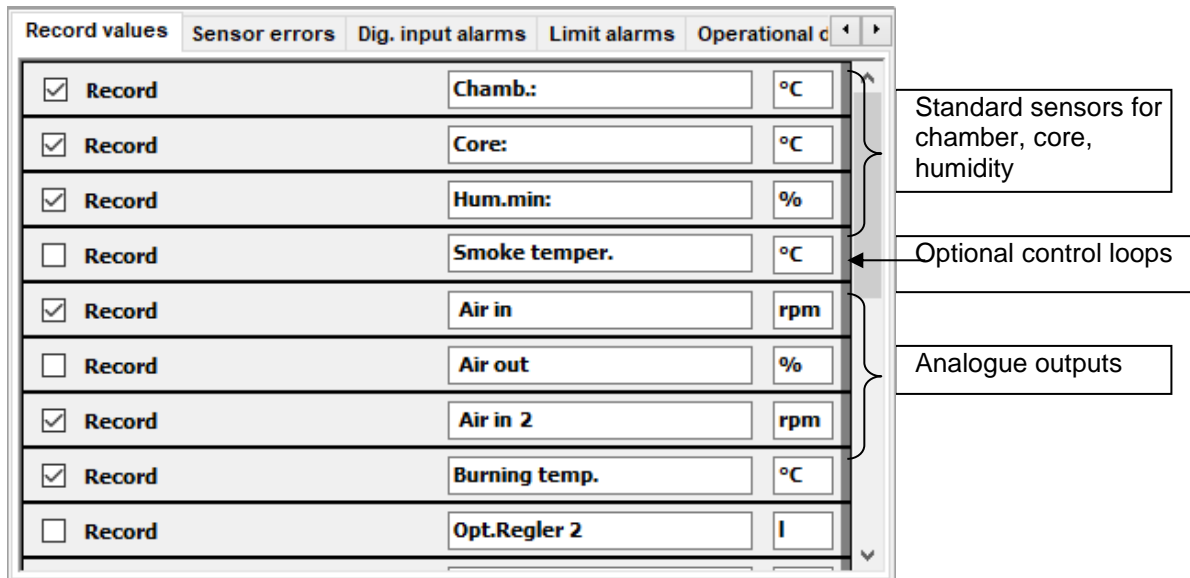 Record values Sensor errors Dig. input alarms Limit alarms Operational d
Record Chamb.: °C
Record Core: °C
Record Hum.min: %
Record Smoke temper. °C
Record Air in rpm
Record Air out %
Record Air in 2 rpm
Record Burning temp. °C
Record Opt.Regler 2 l
Standard sensors for
chamber, core,
humidity
Optional control loops
Analogue outputs